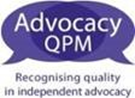 Advocacy
QPM
Recognising quality
in independent advocacy